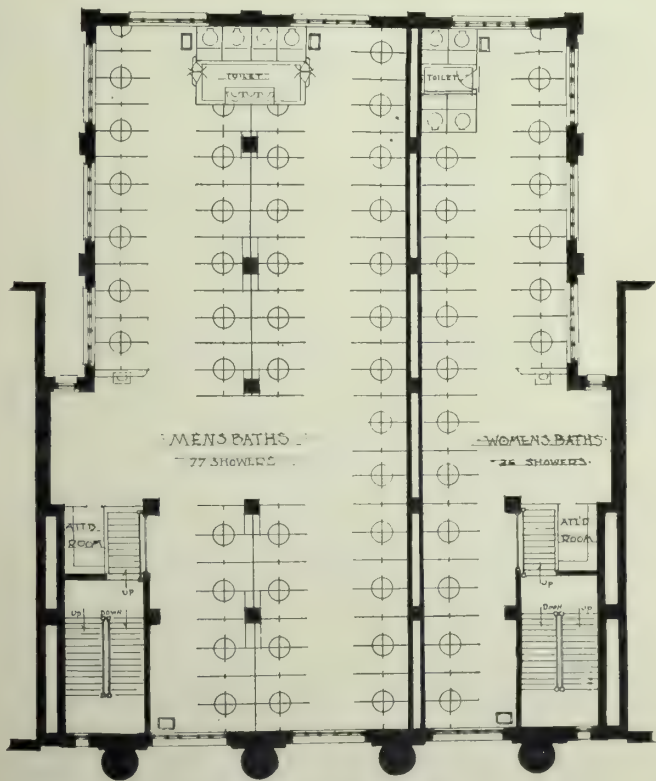 TOILET
TOILET
MENS BATHS
77 SHOWERS
WOMENS BATHS
26 SHOWERS
ATT'D
ROOM
ATT'D
ROOM
UP
UP
UP
DOWN
DOWN
UP